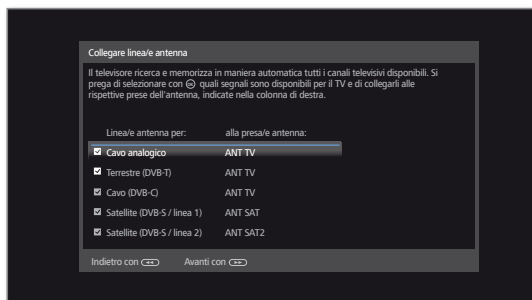 Collegare linea/e antenna
Il televisore ricerca e memorizza in maniera automatica tutti i canali televisivi disponibili. Si
prega di selezionare con OK quali segnali sono disponibili per il TV e di collegarli alle
rispettive prese dell'antenna, indicate nella colonna di destra.
Linea/e antenna per: alla presa/e antenna:
Cavo analogico ANT TV
Terrestre (DVB-T) ANT TV
Cavo (DVB-C) ANT TV
Satellite (DVB-S / linea 1) ANT SAT
Satellite (DVB-S / linea 2) ANT SAT2
Indietro con ◄◄ Avanti con ►►